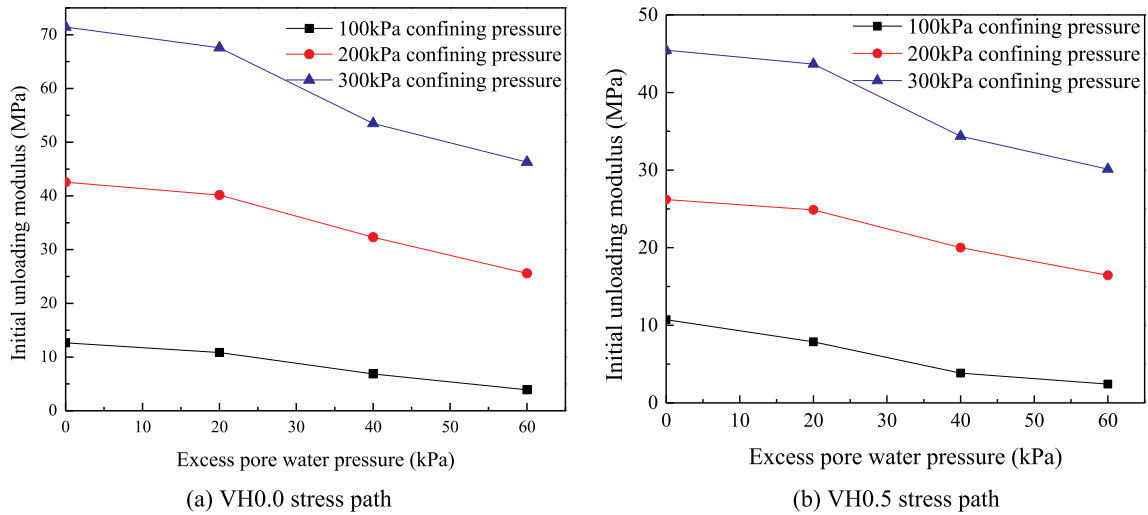 100kPa confining pressure
200kPa confining pressure
300kPa confining pressure
Initial unloading modulus (MPa)
70
60
50
40
30
20
10
0
0 10 20 30 40 50 60
Excess pore water pressure (kPa)
(a) VH0.0 stress path
100kPa confining pressure
200kPa confining pressure
300kPa confining pressure
Initial unloading modulus (MPa)
50
40
30
20
10
0
0 10 20 30 40 50 60
Excess pore water pressure (kPa)
(b) VH0.5 stress path